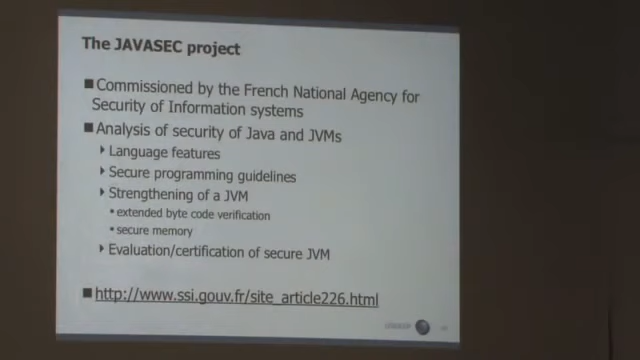 The JAVASEC project
■ Commissioned by the French National Agency for
Security of Information systems
■ Analysis of security of Java and JVMs
Language features
Secure programming guidelines
Strengthening of a JVM
• extended byte code verification
• secure memory
Evaluation/certification of secure JVM
■ http://www.ssi.gouv.fr/site_article226.html